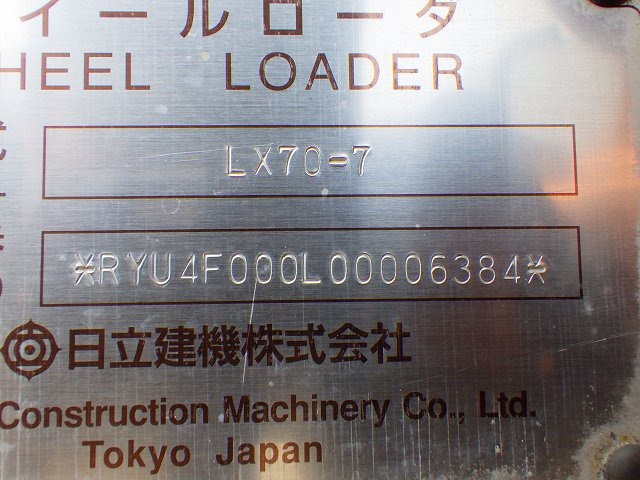 イールローダ
HEEL LOADER
LX70-7
*RYU4F000L00006384*
日立建機株式会社
Construction Machinery Co., Ltd.
Tokyo Japan